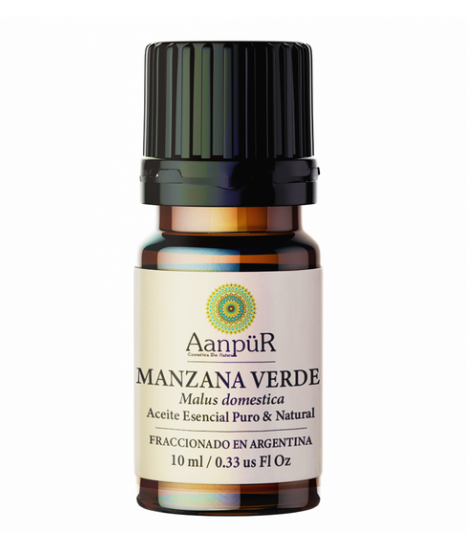 AanpüR
MANZANA VERDE
Malus domestica
Aceite Esencial Puro & Natural
FRACCIONADO EN ARGENTINA
10 ml / 0.33 us Fl Oz